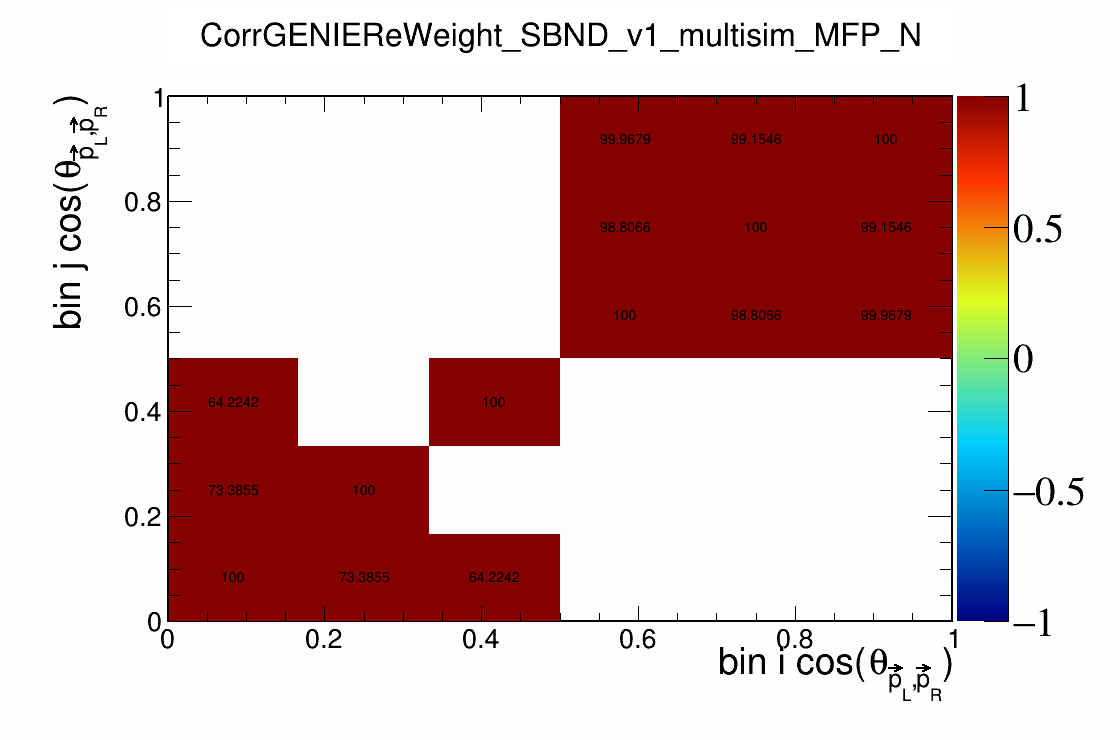 CorrGENIEReWeight_SBND_v1_multisim_MFP_N
bin j cos(θp⃗L,p⃗R)
1
0.8
0.6
0.4
0.2
0
99.9679 99.1546 100
98.8066 100 99.1546
100 98.8066 99.9679
64.2242 100
73.3855 100
100 73.3855 64.2242
0 0.2 0.4 0.6 0.8 1
bin i cos(θp⃗L,p⃗R)
1
0.5
0
−0.5
−1